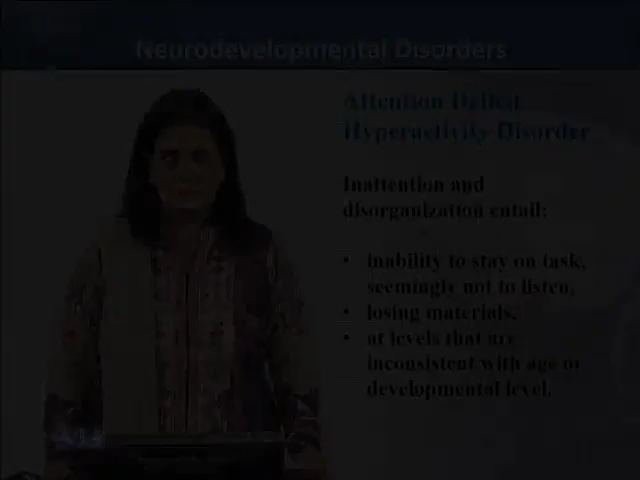 Neurodevelopmental Disorders
Attention Deficit
Hyperactivity Disorder
Inattention and
disorganization entail:
• inability to stay on task,
seemingly not to listen,
• losing materials,
• at levels that are
inconsistent with age or
developmental level.